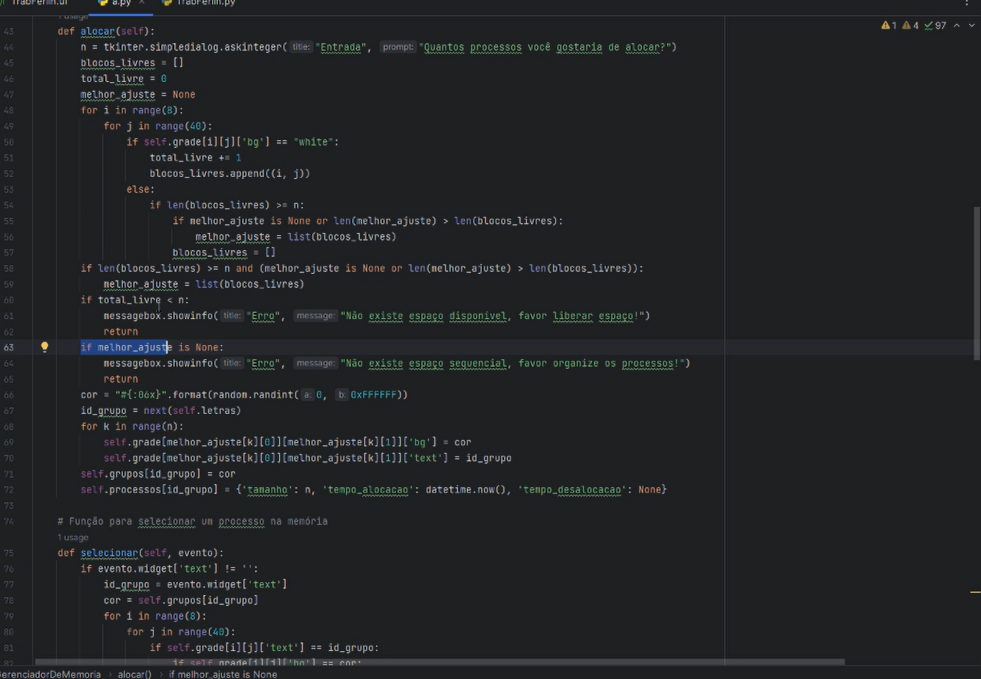 TrabFerIn.ui a.py × TrabFerIn.py
1 usage 1 4 97
43 def alocar(self):
44 n = tkinter.simpledialog.askinteger( title: "Entrada", prompt: "Quantos processos você gostaria de alocar?")
45 blocos_livres = []
46 total_livre = 0
47 melhor_ajuste = None
48 for i in range(8):
49 for j in range(40):
50 if self.grade[i][j]['bg'] == "white":
51 total_livre += 1
52 blocos_livres.append((i, j))
53 else:
54 if len(blocos_livres) >= n:
55 if melhor_ajuste is None or len(melhor_ajuste) > len(blocos_livres):
56 melhor_ajuste = list(blocos_livres)
57 blocos_livres = []
58 if len(blocos_livres) >= n and (melhor_ajuste is None or len(melhor_ajuste) > len(blocos_livres)):
59 melhor_ajuste = list(blocos_livres)
60 if total_livre < n:
61 messagebox.showinfo( title: "Erro", message: "Não existe espaço disponível, favor liberar espaço!")
62 return
63 if melhor_ajuste is None:
64 messagebox.showinfo( title: "Erro", message: "Não existe espaço sequencial, favor organize os processos!")
65 return
66 cor = "#{:06x}".format(random.randint( a: 0, b: 0xFFFFFF))
67 id_grupo = next(self.letras)
68 for k in range(n):
69 self.grade[melhor_ajuste[k][0]][melhor_ajuste[k][1]]['bg'] = cor
70 self.grade[melhor_ajuste[k][0]][melhor_ajuste[k][1]]['text'] = id_grupo
71 self.grupos[id_grupo] = cor
72 self.processos[id_grupo] = {'tamanho': n, 'tempo_alocacao': datetime.now(), 'tempo_desalocacao': None}
73
74 # Função para selecionar um processo na memória
1 usage
75 def selecionar(self, evento):
76 if evento.widget['text'] != '':
77 id_grupo = evento.widget['text']
78 cor = self.grupos[id_grupo]
79 for i in range(8):
80 for j in range(40):
81 if self.grade[i][j]['text'] == id_grupo:
82 if self.grade[i][j]['bg'] == cor:
GerenciadorDeMemoria › alocar() › if melhor_ajuste is None